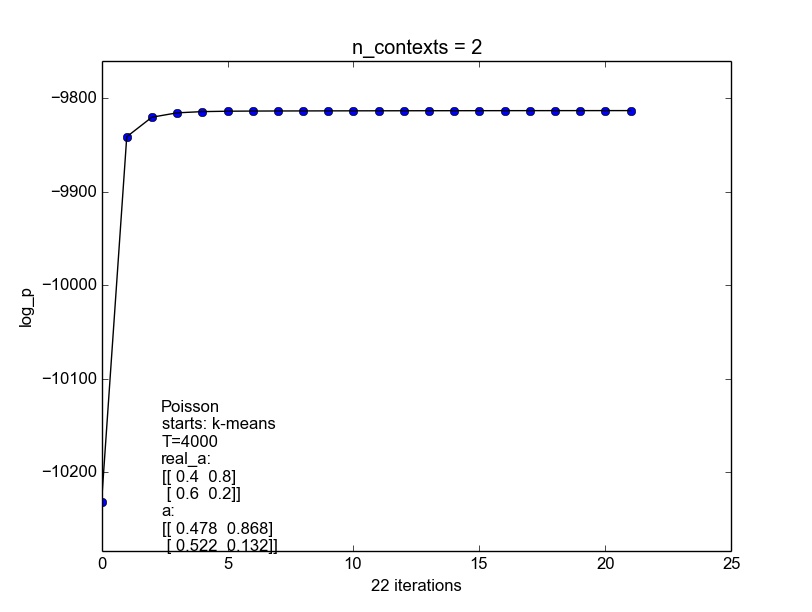 n_contexts = 2
−9800
−9900
−10000
−10100
−10200
log_p
Poisson
starts: k-means
T=4000
real_a:
[[ 0.4 0.8]
[ 0.6 0.2]]
a:
[[ 0.478 0.868]
[ 0.522 0.132]]
0 5 10 15 20 25
22 iterations